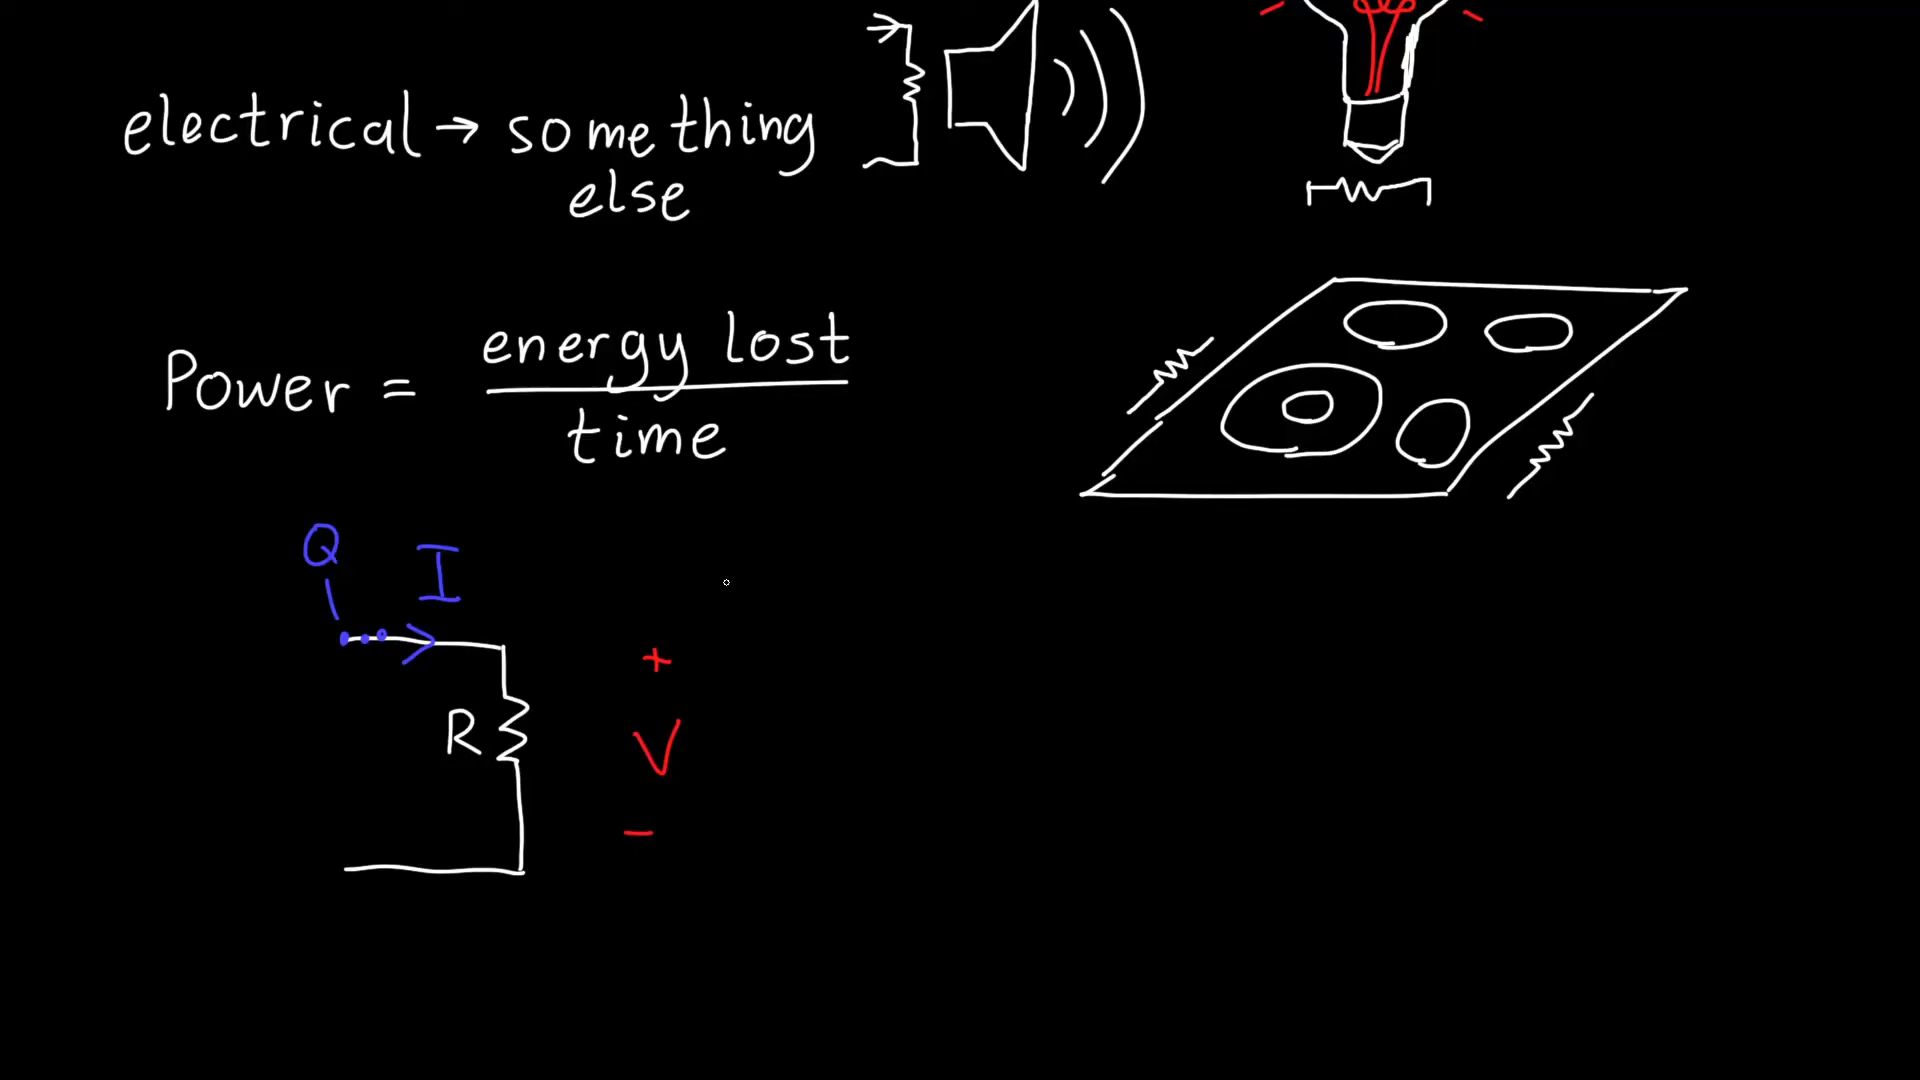 electrical → something
else
Power = energy lost
time
Q I
+
R V
−